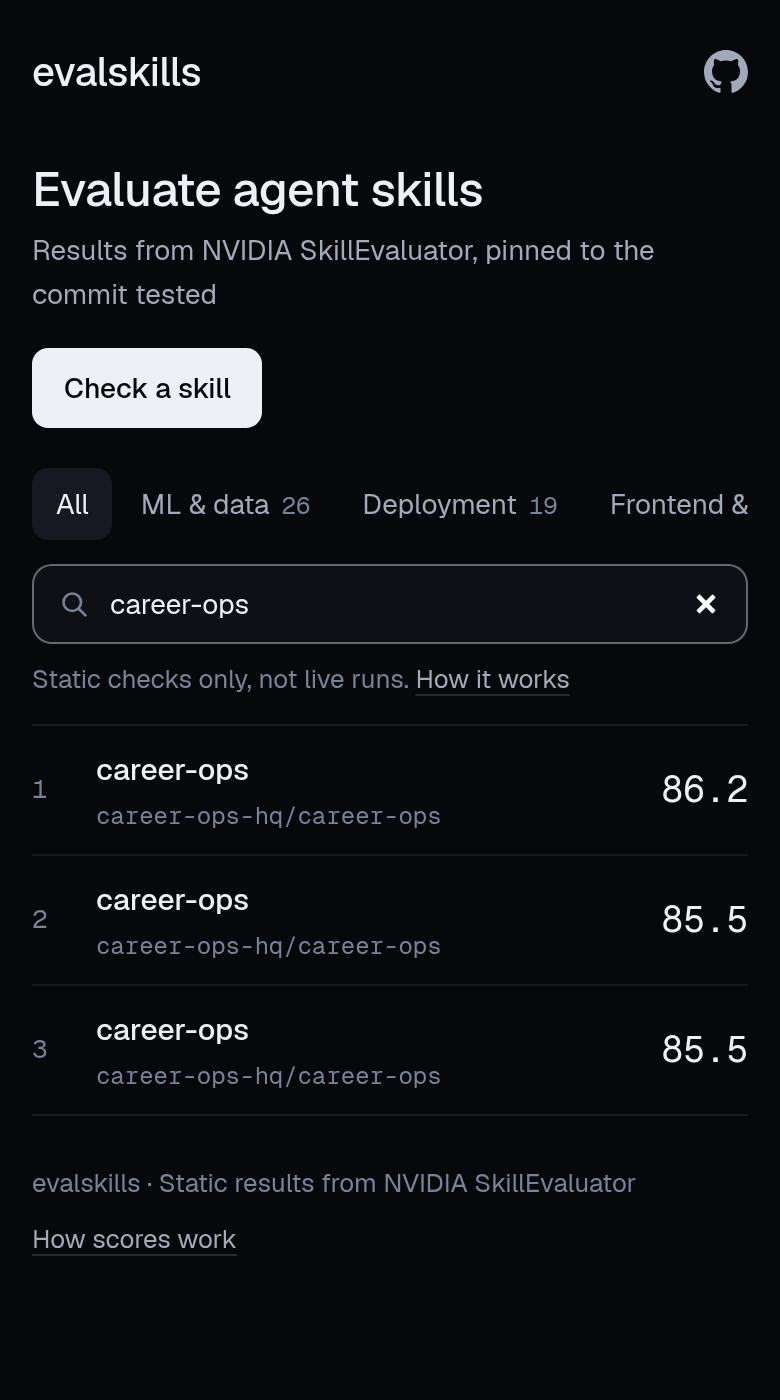 evalskills
Evaluate agent skills
Results from NVIDIA SkillEvaluator, pinned to the
commit tested
Check a skill
All ML & data 26 Deployment 19 Frontend &
career-ops
Static checks only, not live runs. How it works
1 career-ops 86.2
career-ops-hq/career-ops
2 career-ops 85.5
career-ops-hq/career-ops
3 career-ops 85.5
career-ops-hq/career-ops
evalskills · Static results from NVIDIA SkillEvaluator
How scores work